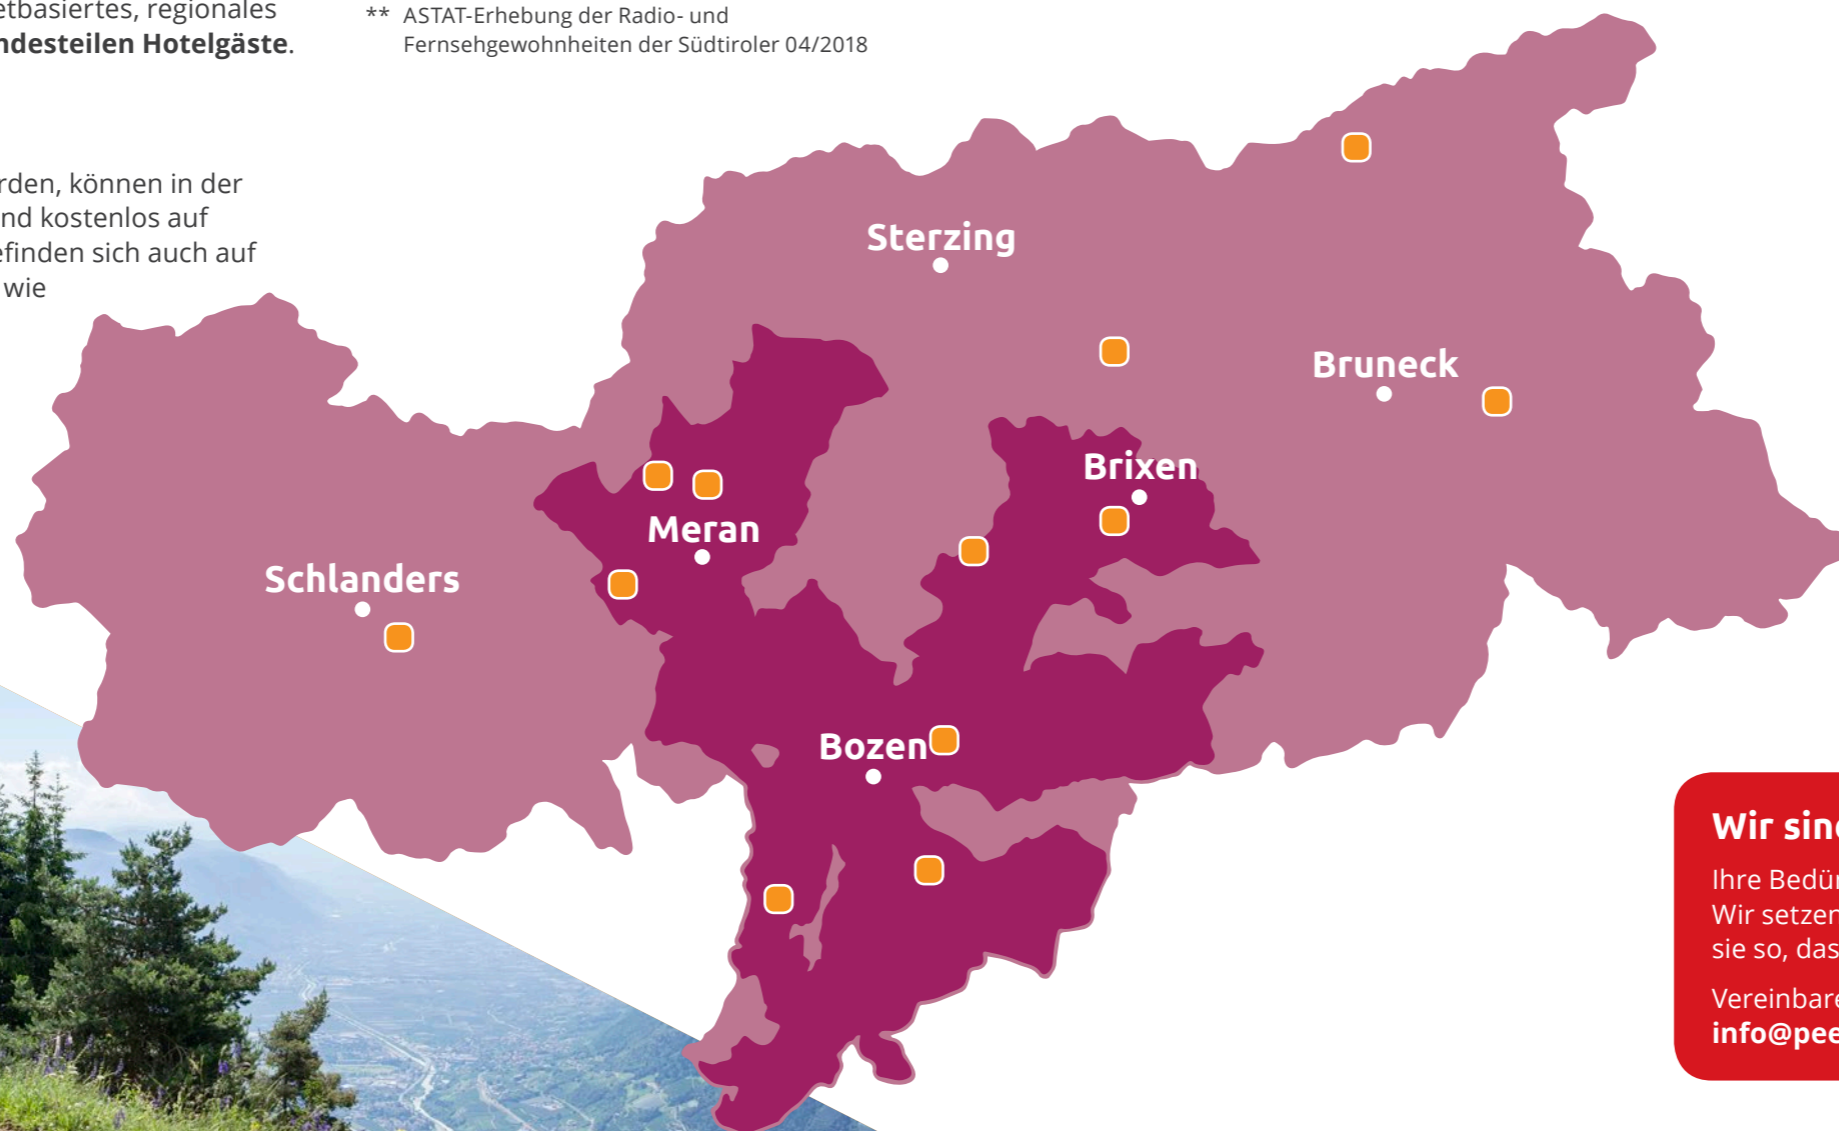 etbasiertes, regionales
ndesteilen Hotelgäste.
** ASTAT-Erhebung der Radio- und
Fernsehgewohnheiten der Südtiroler 04/2018
rden, können in der
nd kostenlos auf
efinden sich auch auf
wie
Sterzing
Bruneck
Brixen
Meran
Schlanders
Bozen
Wir sind
Ihre Bedür
Wir setzen
sie so, das
Vereinbare
info@pee